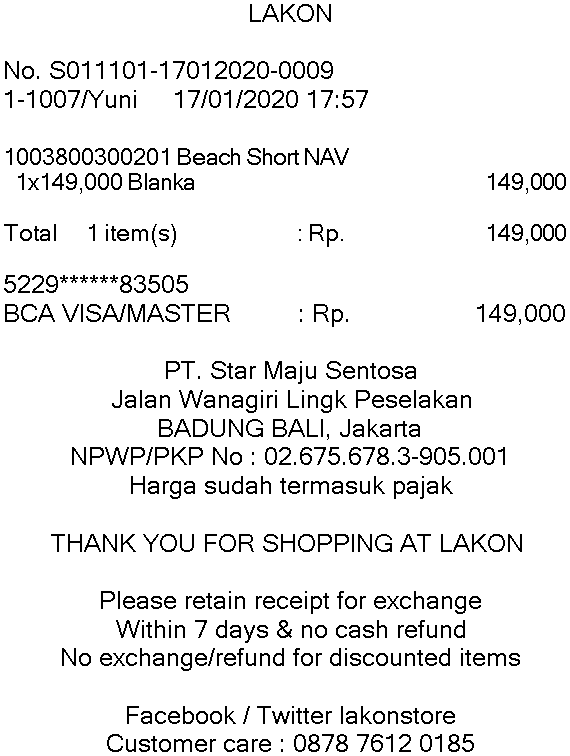 LAKON
No. S011101-17012020-0009
1-1007/Yuni 17/01/2020 17:57
1003800300201 Beach Short NAV
1x149,000 Blanka 149,000
Total 1 item(s) : Rp. 149,000
5229******83505
BCA VISA/MASTER : Rp. 149,000
PT. Star Maju Sentosa
Jalan Wanagiri Lingk Peselakan
BADUNG BALI, Jakarta
NPWP/PKP No : 02.675.678.3-905.001
Harga sudah termasuk pajak
THANK YOU FOR SHOPPING AT LAKON
Please retain receipt for exchange
Within 7 days & no cash refund
No exchange/refund for discounted items
Facebook / Twitter lakonstore
Customer care : 0878 7612 0185